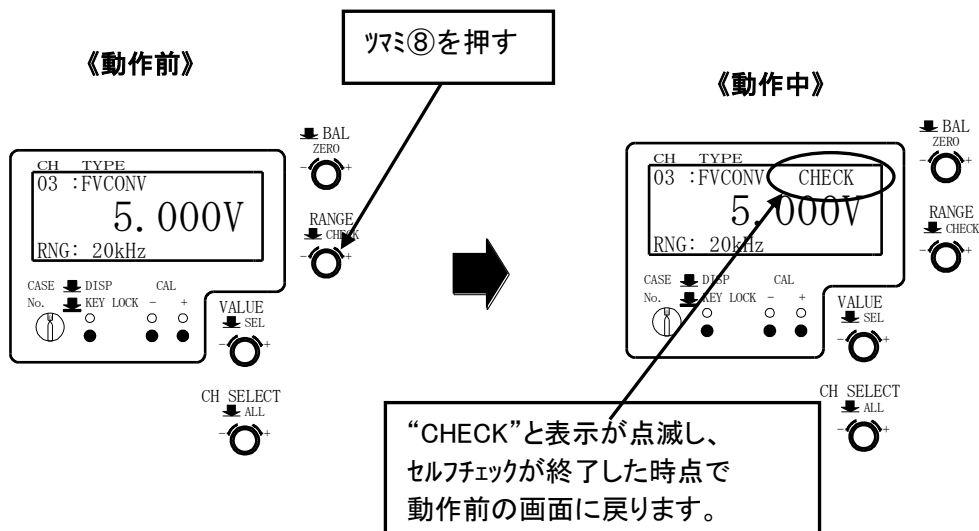 ﾂﾏﾐ⑧を押す
《動作前》
BAL
ZERO
- +
CH TYPE
03 :FVCONV
5.000V
RNG: 20kHz
RANGE
CHECK
- +
CASE DISP CAL
No. KEY LOCK - +
VALUE
SEL
- +
CH SELECT
ALL
- +
《動作中》
BAL
ZERO
- +
CH TYPE
03 :FVCONV CHECK
5.000V
RNG: 20kHz
RANGE
CHECK
- +
CASE DISP CAL
No. KEY LOCK - +
VALUE
SEL
- +
CH SELECT
ALL
- +
“CHECK”と表示が点滅し、
ｾﾙﾌﾁｪｯｸが終了した時点で
動作前の画面に戻ります。